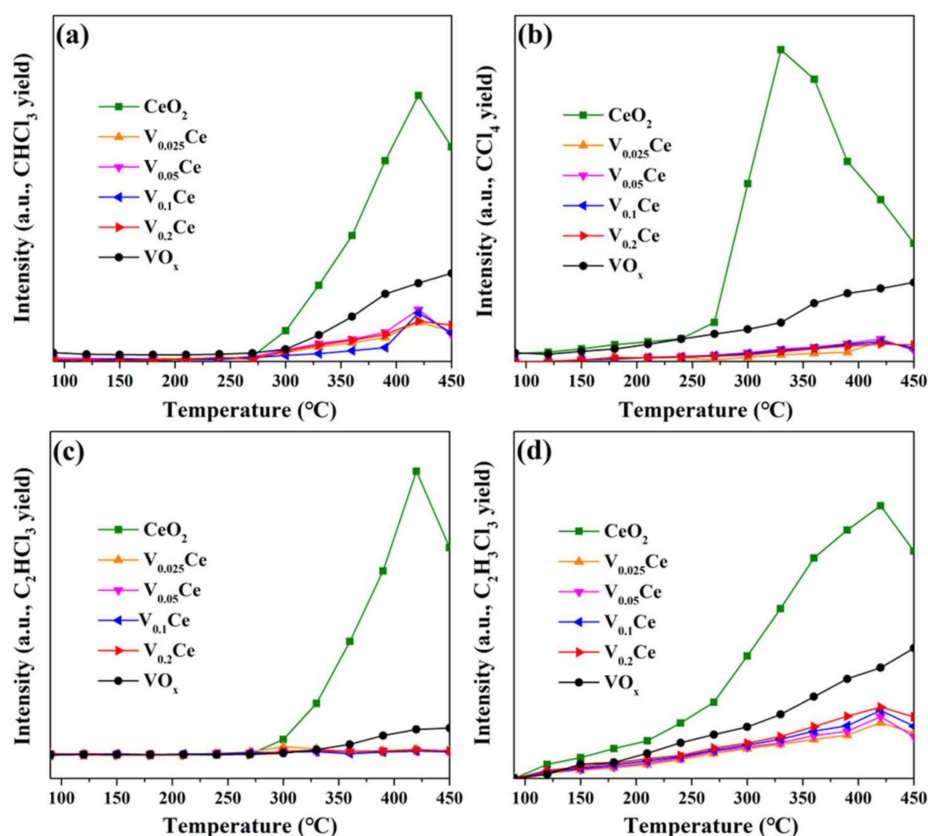 (a)
Intensity (a.u., CHCl₃ yield)
CeO₂
V₀.₀₂₅Ce
V₀.₀₅Ce
V₀.₁Ce
V₀.₂Ce
VOₓ
100 150 200 250 300 350 400 450
Temperature (℃)
(b)
Intensity (a.u., CCl₄ yield)
CeO₂
V₀.₀₂₅Ce
V₀.₀₅Ce
V₀.₁Ce
V₀.₂Ce
VOₓ
100 150 200 250 300 350 400 450
Temperature (℃)
(c)
Intensity (a.u., C₂HCl₃ yield)
CeO₂
V₀.₀₂₅Ce
V₀.₀₅Ce
V₀.₁Ce
V₀.₂Ce
VOₓ
100 150 200 250 300 350 400 450
Temperature (℃)
(d)
Intensity (a.u., C₂H₃Cl₃ yield)
CeO₂
V₀.₀₂₅Ce
V₀.₀₅Ce
V₀.₁Ce
V₀.₂Ce
VOₓ
100 150 200 250 300 350 400 450
Temperature (℃)